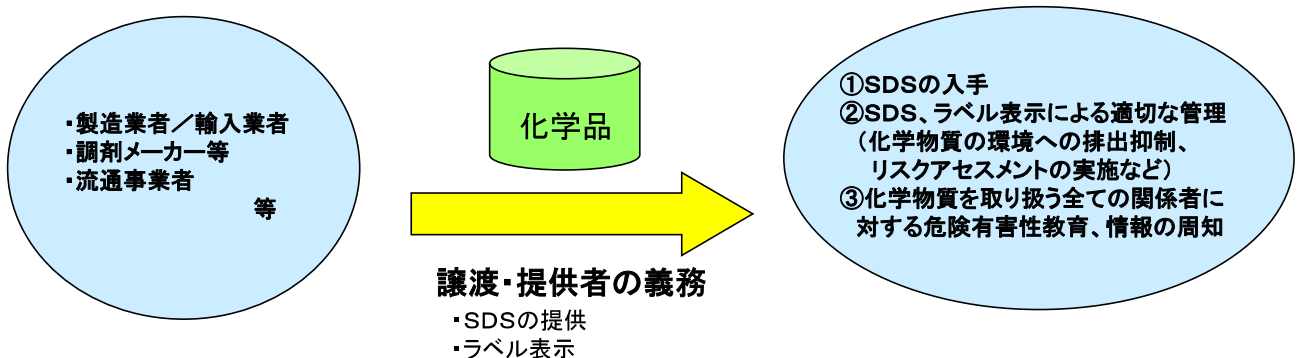 ・製造業者／輸入業者
・調剤メーカー等
・流通事業者
等
化学品
譲渡・提供者の義務
・SDSの提供
・ラベル表示
①SDSの入手
②SDS、ラベル表示による適切な管理
（化学物質の環境への排出抑制、
リスクアセスメントの実施など）
③化学物質を取り扱う全ての関係者に
対する危険有害性教育、情報の周知